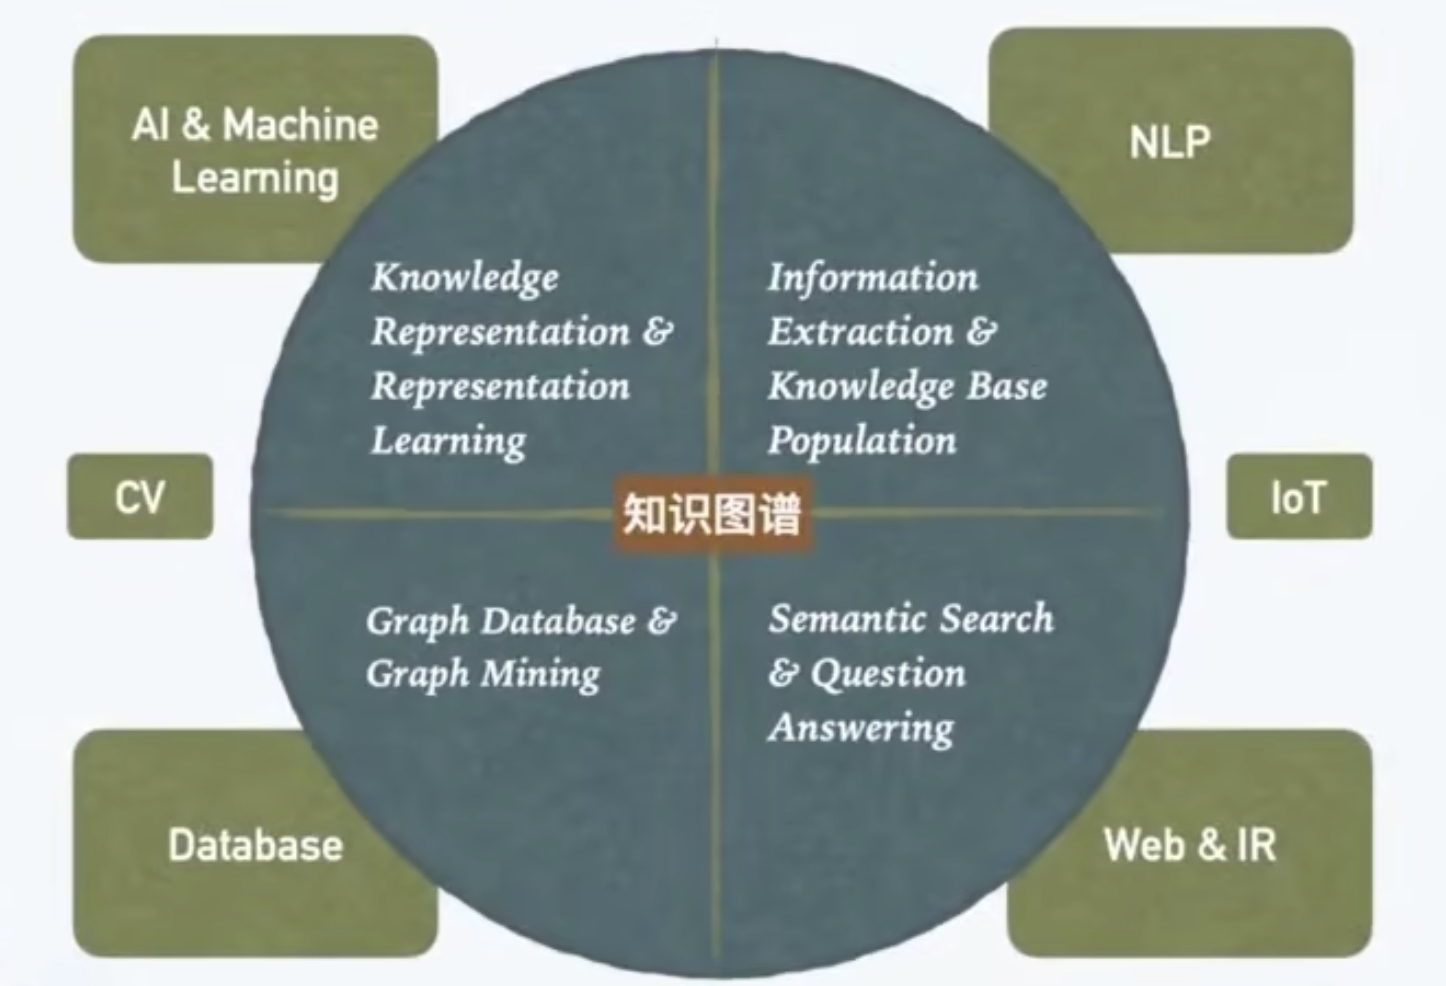 AI & Machine
Learning
NLP
Knowledge
Representation &
Representation
Learning
Information
Extraction &
Knowledge Base
Population
CV
知识图谱
IoT
Graph Database &
Graph Mining
Semantic Search
& Question
Answering
Database
Web & IR